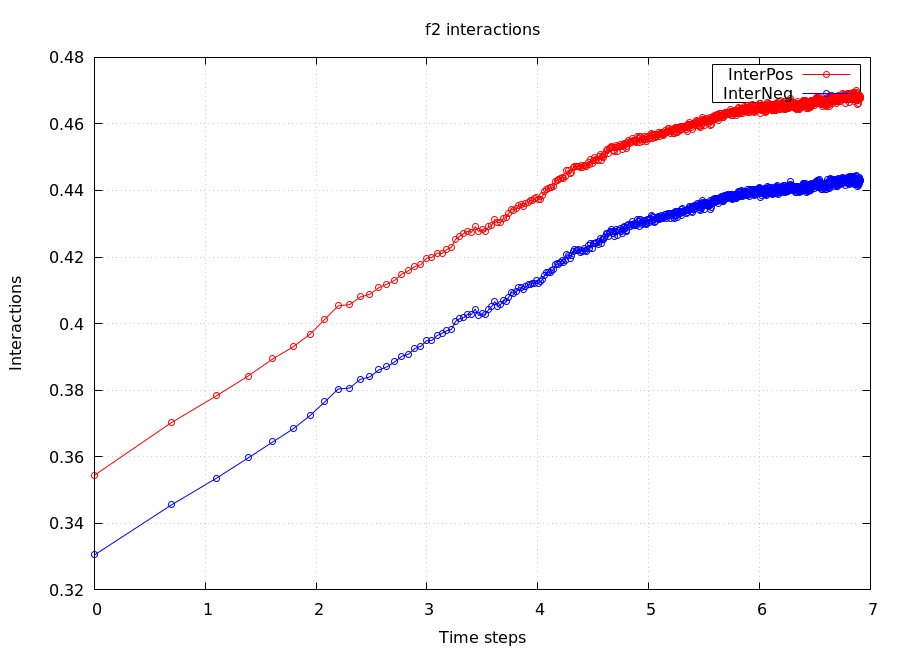 f2 interactions
0.48
0.46
0.44
0.42
0.4
0.38
0.36
0.34
0.32
0 1 2 3 4 5 6 7
Interactions
Time steps
InterPos
InterNeg